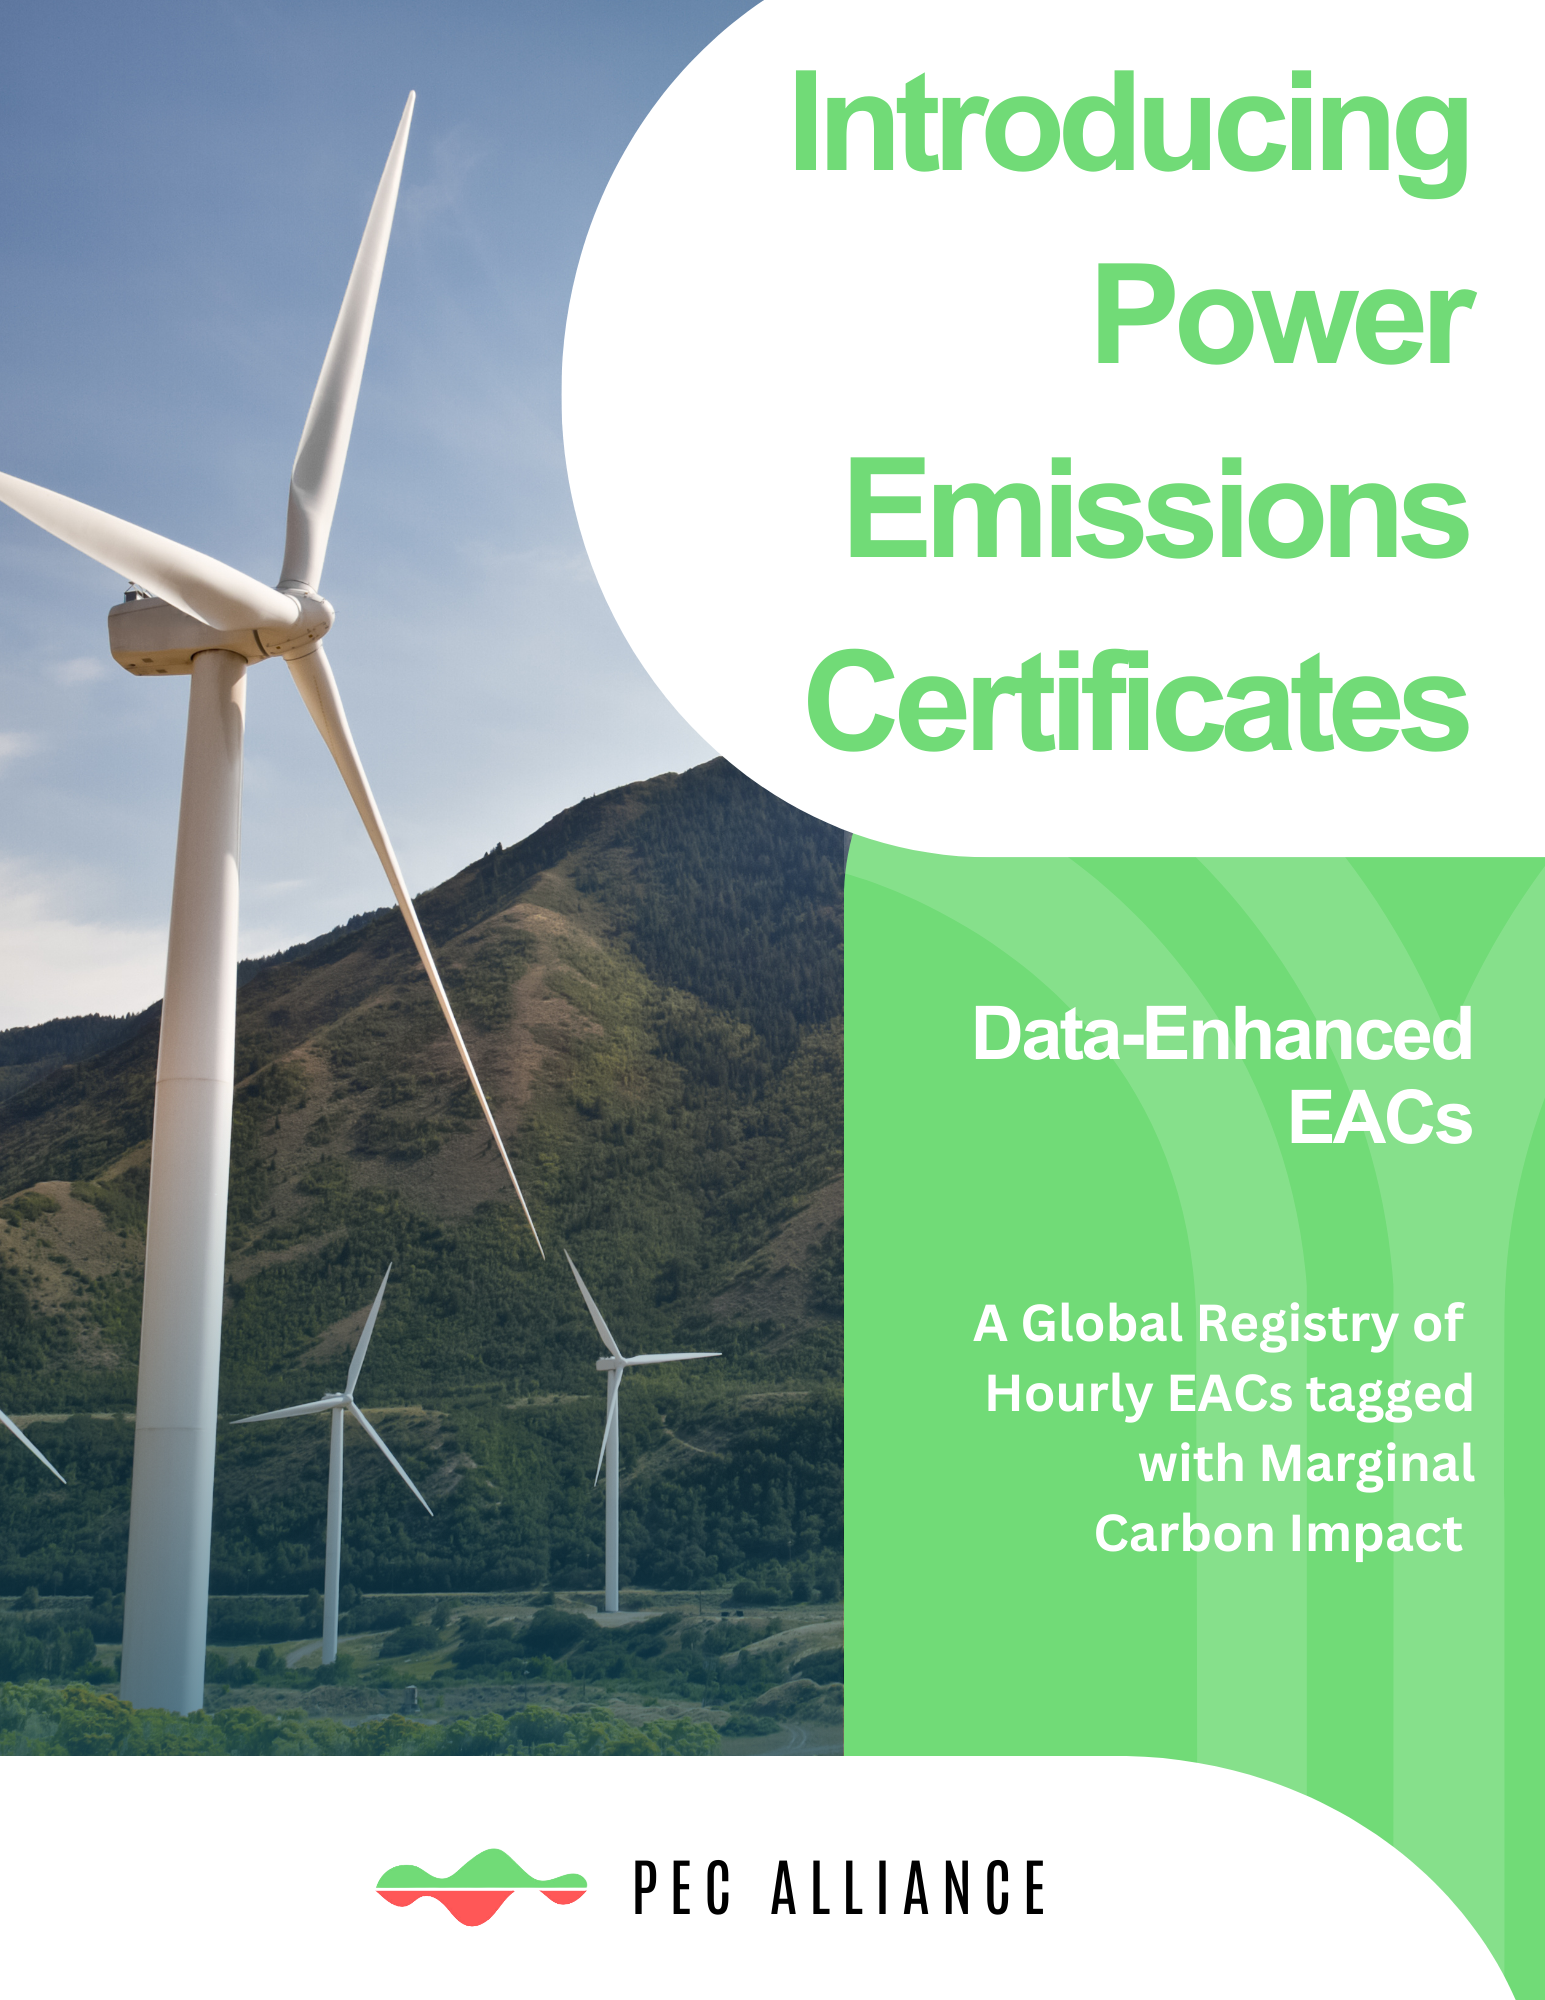 Introducing
Power
Emissions
Certificates
Data-Enhanced
EACs
A Global Registry of
Hourly EACs tagged
with Marginal
Carbon Impact
PEC ALLIANCE